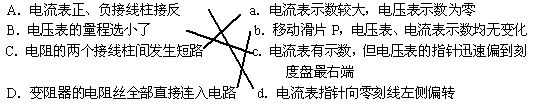 A．电流表正、负接线柱接反
a．电流表示数较大，电压表示数为零
B．电压表的量程选小了
b．移动滑片 P，电压表、电流表示数均无变化
C．电阻的两个接线柱间发生短路
c．电流表有示数，但电压表的指针迅速偏到刻
度盘最右端
D．变阻器的电阻丝全部直接连入电路
d．电流表指针向零刻线左侧偏转